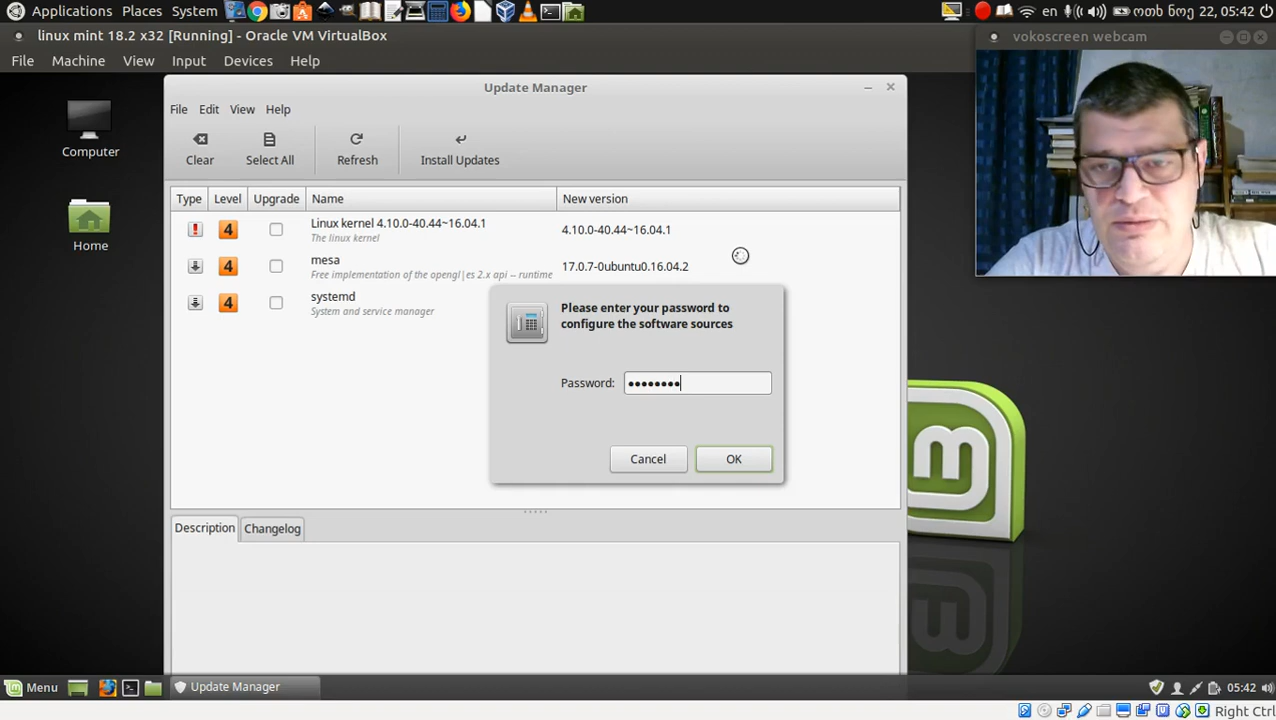 Applications Places System en ოთხ ნოე 22, 05:42
linux mint 18.2 x32 [Running] - Oracle VM VirtualBox
vokoscreen webcam
File Machine View Input Devices Help
Update Manager
Computer
Home
File Edit View Help
Clear Select All Refresh Install Updates
Type Level Upgrade Name New version
! 4 Linux kernel 4.10.0-40.44~16.04.1 4.10.0-40.44~16.04.1
The linux kernel
4 mesa 17.0.7-0ubuntu0.16.04.2
Free implementation of the opengl|es 2.x api -- runtime
4 systemd
System and service manager
Please enter your password to
configure the software sources
Password: ••••••••
Cancel OK
Description Changelog
Menu Update Manager 05:42
Right Ctrl